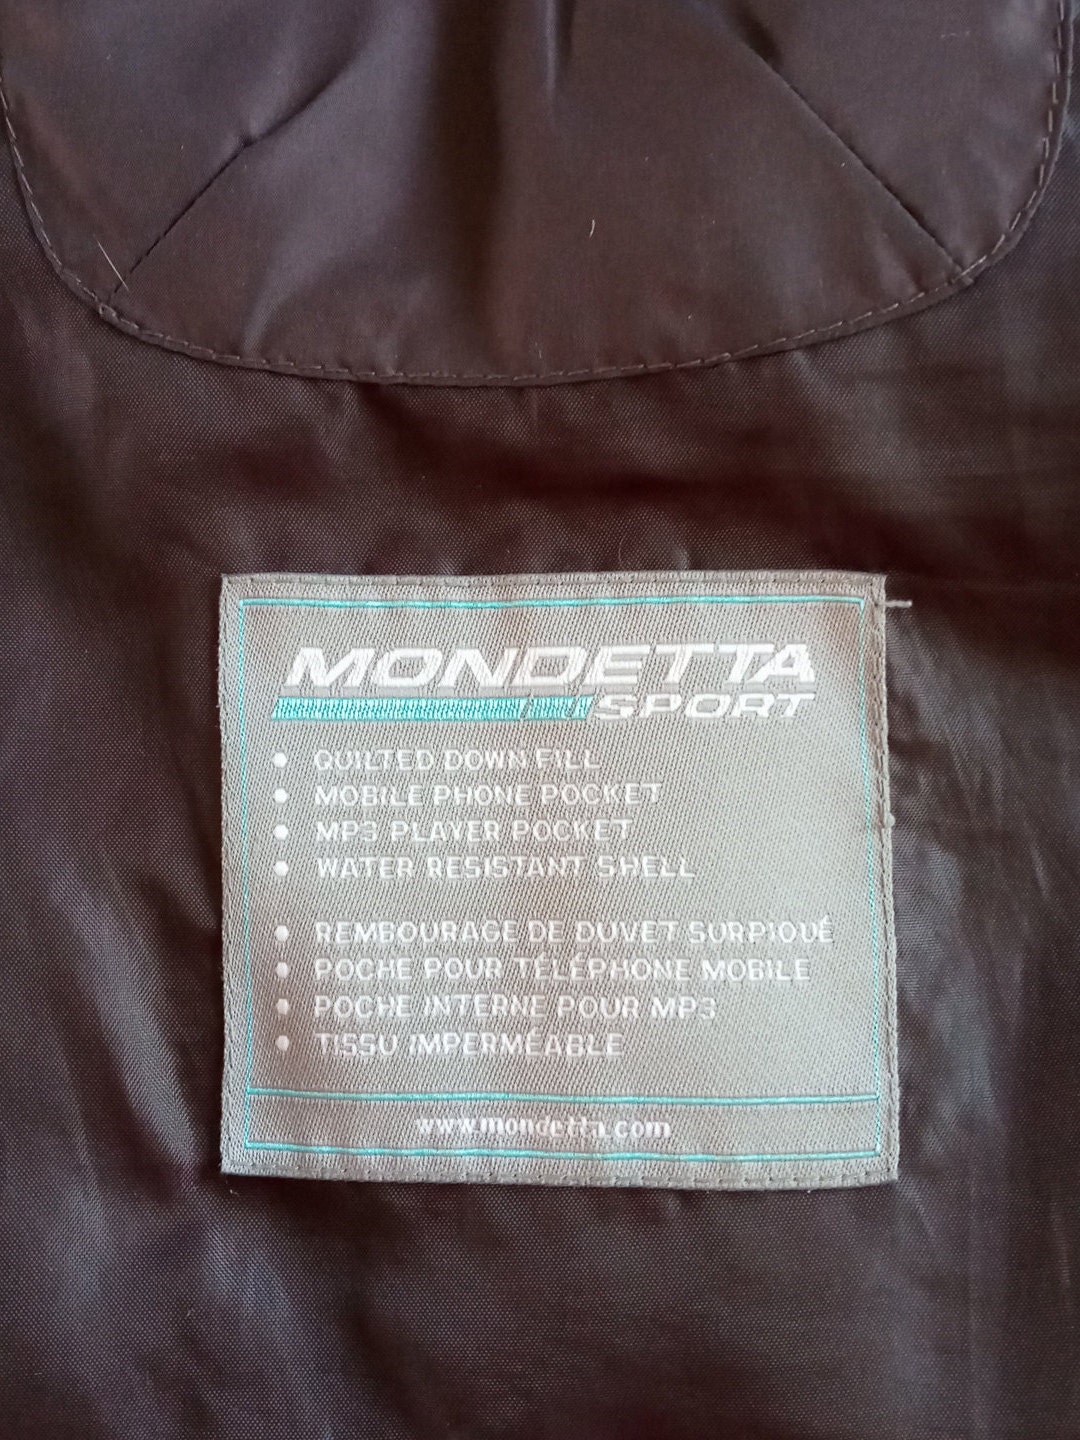 MONDETTA
SPORT
• QUILTED DOWN FILL
• MOBILE PHONE POCKET
• MP3 PLAYER POCKET
• WATER RESISTANT SHELL
• REMBOURAGE DE DUVET SURPIQUÉ
• POCHE POUR TÉLÉPHONE MOBILE
• POCHE INTERNE POUR MP3
• TISSU IMPERMÉABLE
www.mondetta.com